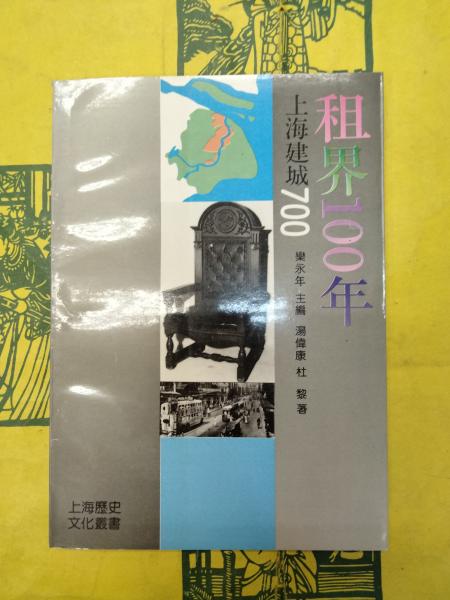 租界100年
上海建城700
樂永年 主編 湯偉康 杜 黎 著
上海歷史
文化叢書